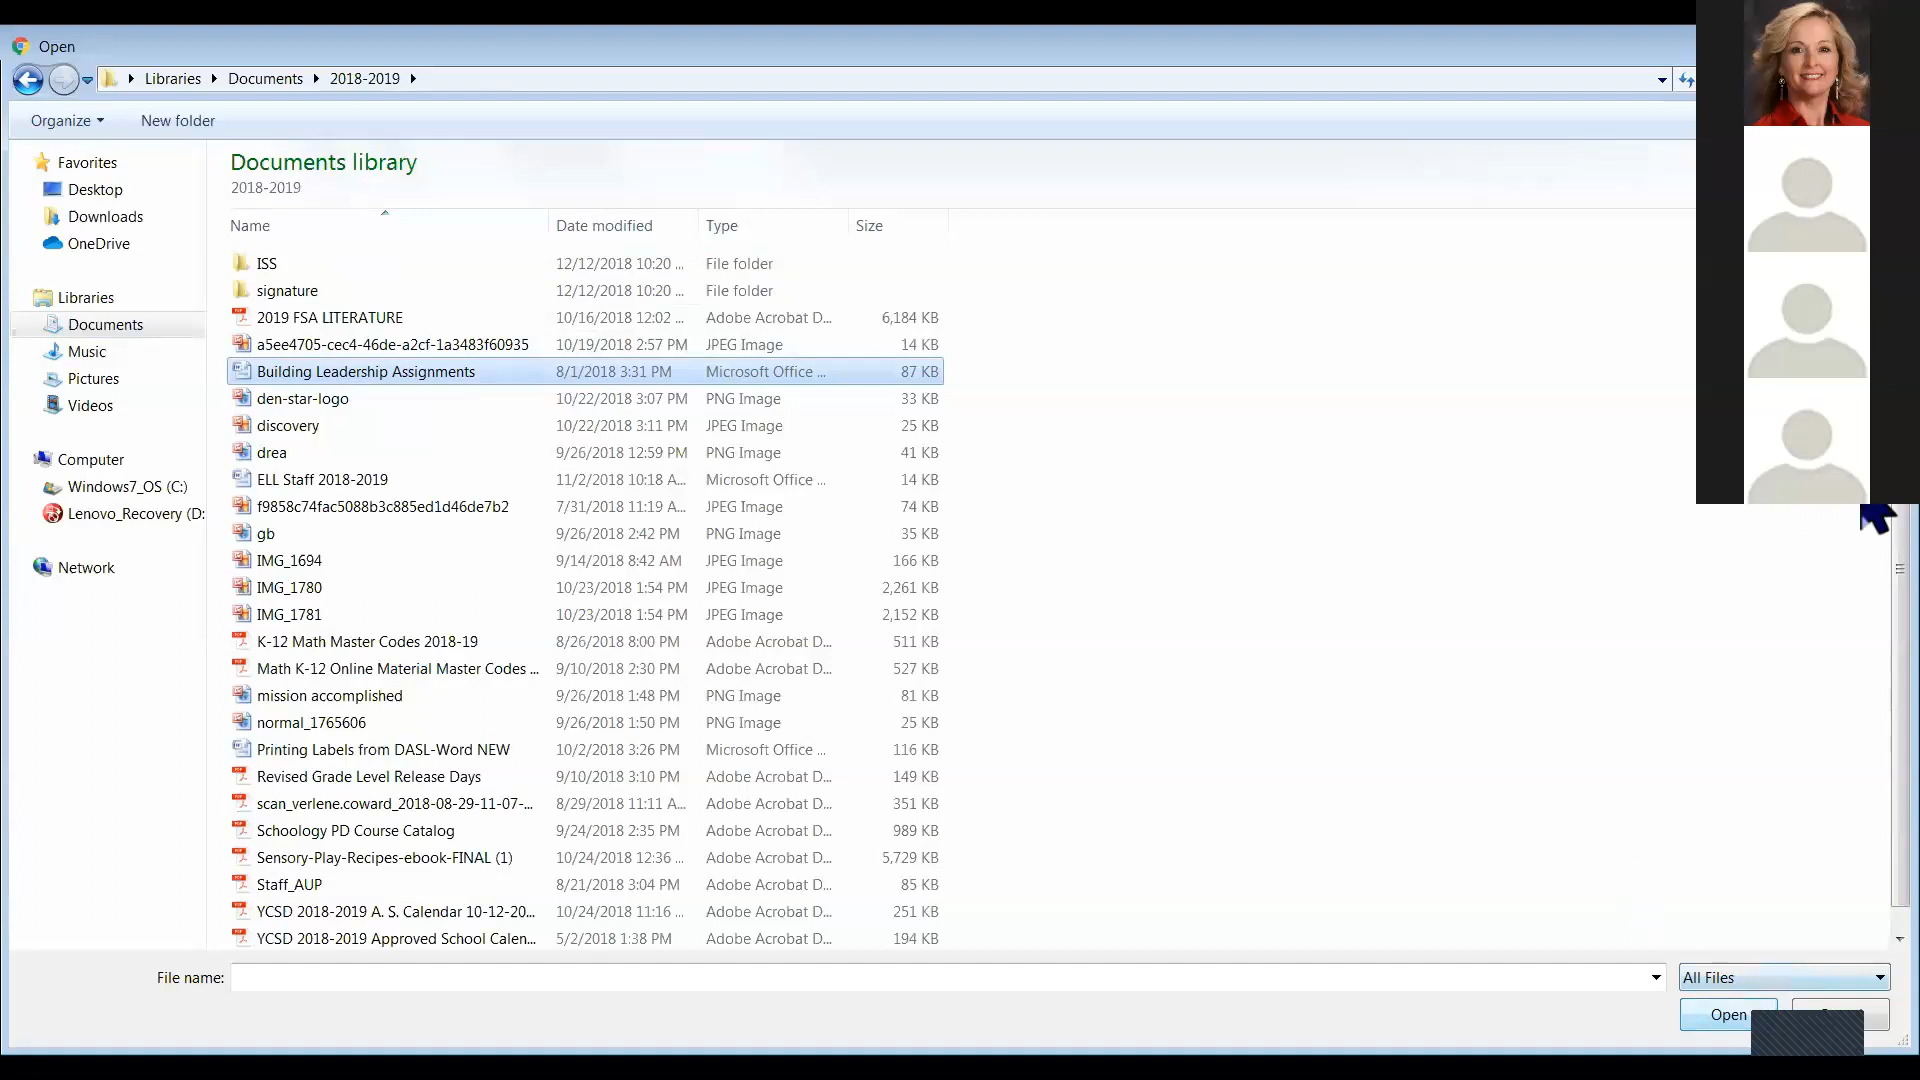 Open
Libraries Documents 2018-2019
Organize New folder
Favorites
Desktop
Downloads
OneDrive
Libraries
Documents
Music
Pictures
Videos
Computer
Windows7_OS (C:)
Lenovo_Recovery (D:
Network
Documents library
2018-2019
Name Date modified Type Size
ISS 12/12/2018 10:20 ... File folder
signature 12/12/2018 10:20 ... File folder
2019 FSA LITERATURE 10/16/2018 12:02 ... Adobe Acrobat D... 6,184 KB
a5ee4705-cec4-46de-a2cf-1a3483f60935 10/19/2018 2:57 PM JPEG Image 14 KB
Building Leadership Assignments 8/1/2018 3:31 PM Microsoft Office ... 87 KB
den-star-logo 10/22/2018 3:07 PM PNG Image 33 KB
discovery 10/22/2018 3:11 PM JPEG Image 25 KB
drea 9/26/2018 12:59 PM PNG Image 41 KB
ELL Staff 2018-2019 11/2/2018 10:18 A... Microsoft Office ... 14 KB
f9858c74fac5088b3c885ed1d46de7b2 7/31/2018 11:19 A... JPEG Image 74 KB
gb 9/26/2018 2:42 PM PNG Image 35 KB
IMG_1694 9/14/2018 8:42 AM JPEG Image 166 KB
IMG_1780 10/23/2018 1:54 PM JPEG Image 2,261 KB
IMG_1781 10/23/2018 1:54 PM JPEG Image 2,152 KB
K-12 Math Master Codes 2018-19 8/26/2018 8:00 PM Adobe Acrobat D... 511 KB
Math K-12 Online Material Master Codes ... 9/10/2018 2:30 PM Adobe Acrobat D... 527 KB
mission accomplished 9/26/2018 1:48 PM PNG Image 81 KB
normal_1765606 9/26/2018 1:50 PM PNG Image 25 KB
Printing Labels from DASL-Word NEW 10/2/2018 3:26 PM Microsoft Office ... 116 KB
Revised Grade Level Release Days 9/10/2018 3:10 PM Adobe Acrobat D... 149 KB
scan_verlene.coward_2018-08-29-11-07-... 8/29/2018 11:11 A... Adobe Acrobat D... 351 KB
Schoology PD Course Catalog 9/24/2018 2:35 PM Adobe Acrobat D... 989 KB
Sensory-Play-Recipes-ebook-FINAL (1) 10/24/2018 12:36 ... Adobe Acrobat D... 5,729 KB
Staff_AUP 8/21/2018 3:04 PM Adobe Acrobat D... 85 KB
YCSD 2018-2019 A. S. Calendar 10-12-20... 10/24/2018 11:16 ... Adobe Acrobat D... 251 KB
YCSD 2018-2019 Approved School Calen... 5/2/2018 1:38 PM Adobe Acrobat D... 194 KB
File name: All Files
Open